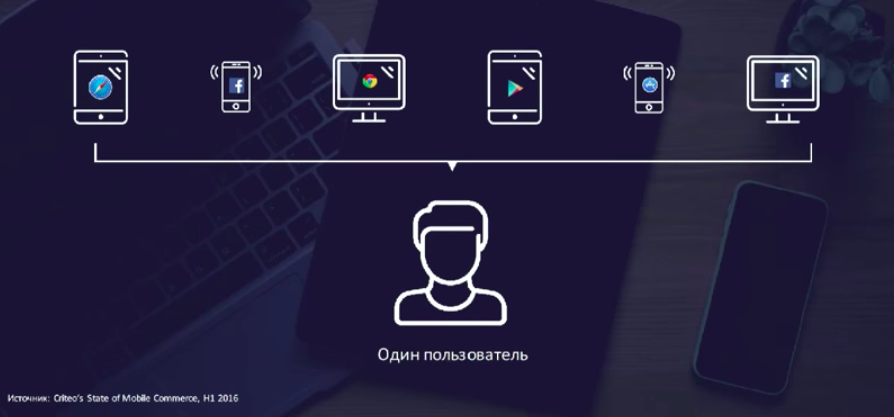 Один пользователь
Источник: Criteo's State of Mobile Commerce, H1 2016